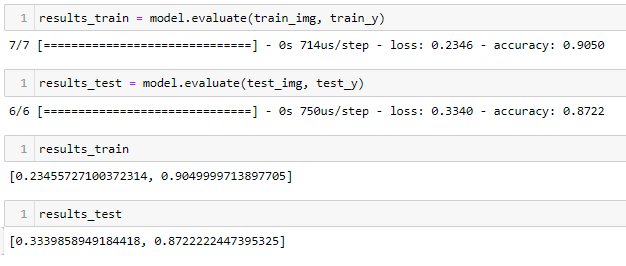 1 results_train = model.evaluate(train_img, train_y)
7/7 [==============================] - 0s 714us/step - loss: 0.2346 - accuracy: 0.9050
1 results_test = model.evaluate(test_img, test_y)
6/6 [==============================] - 0s 750us/step - loss: 0.3340 - accuracy: 0.8722
1 results_train
[0.23455727100372314, 0.9049999713897705]
1 results_test
[0.3339858949184418, 0.8722222447395325]